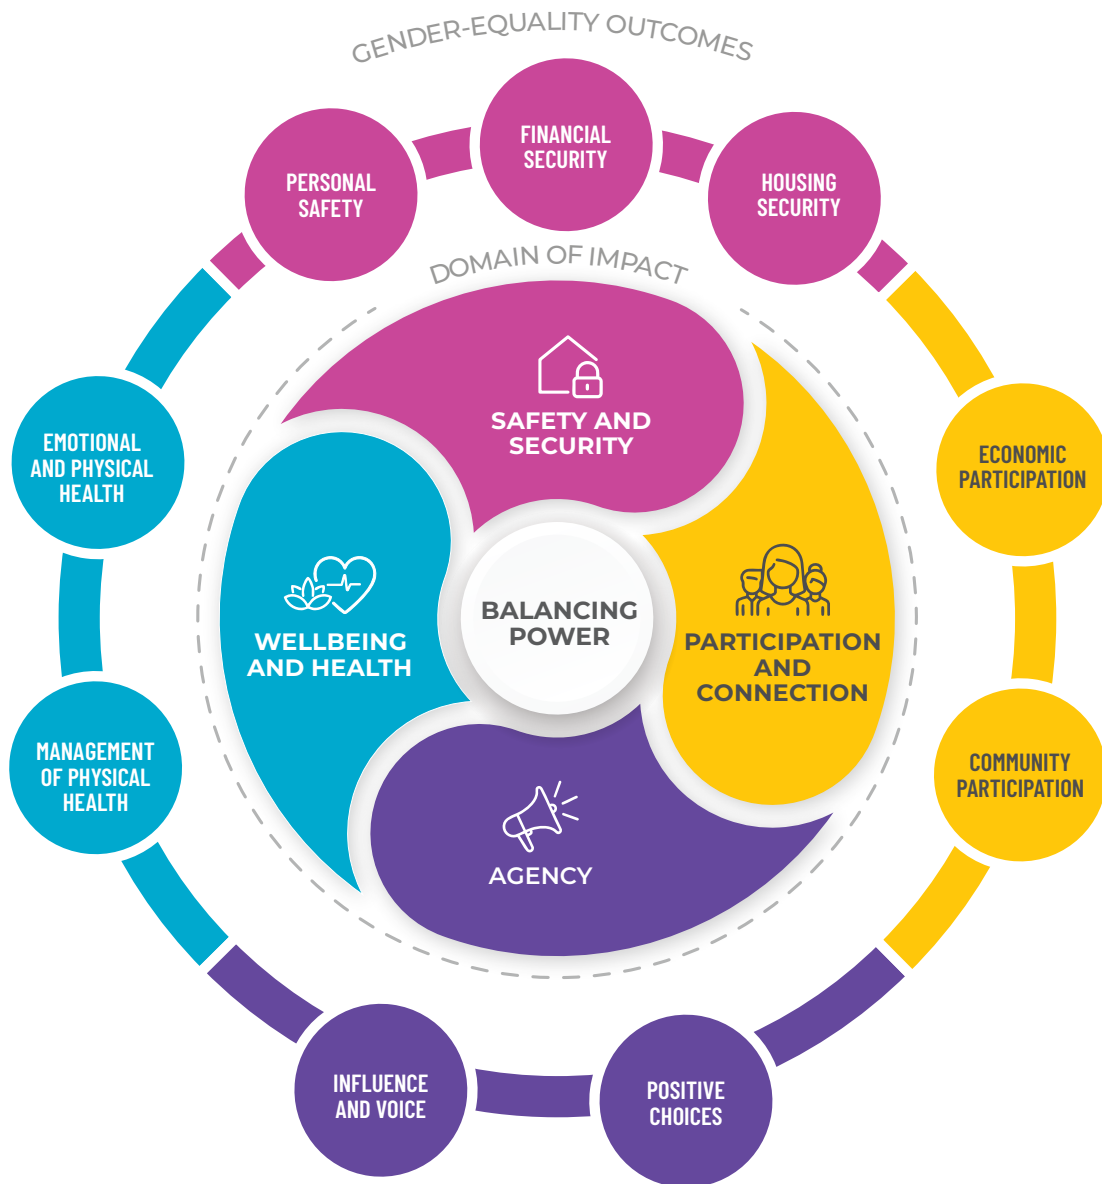 GENDER-EQUALITY OUTCOMES
FINANCIAL
SECURITY
PERSONAL
SAFETY
HOUSING
SECURITY
DOMAIN OF IMPACT
SAFETY AND
SECURITY
EMOTIONAL
AND PHYSICAL
HEALTH
ECONOMIC
PARTICIPATION
BALANCING
POWER
WELLBEING
AND HEALTH
PARTICIPATION
AND
CONNECTION
MANAGEMENT
OF PHYSICAL
HEALTH
COMMUNITY
PARTICIPATION
AGENCY
INFLUENCE
AND VOICE
POSITIVE
CHOICES